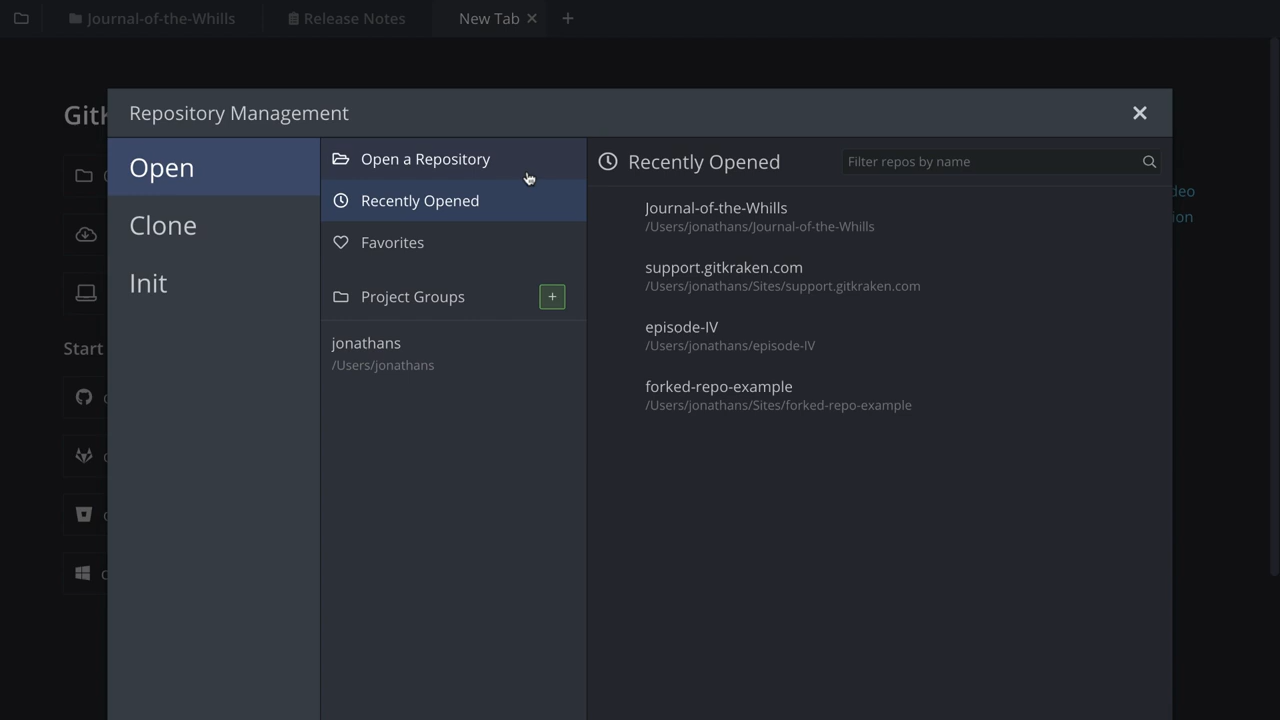 Journal-of-the-Whills
Release Notes
New Tab
Repository Management
Open
Clone
Init
Open a Repository
Recently Opened
Favorites
Project Groups
jonathans
/Users/jonathans
Recently Opened
Filter repos by name
Journal-of-the-Whills
/Users/jonathans/Journal-of-the-Whills
support.gitkraken.com
/Users/jonathans/Sites/support.gitkraken.com
episode-IV
/Users/jonathans/episode-IV
forked-repo-example
/Users/jonathans/Sites/forked-repo-example
Start